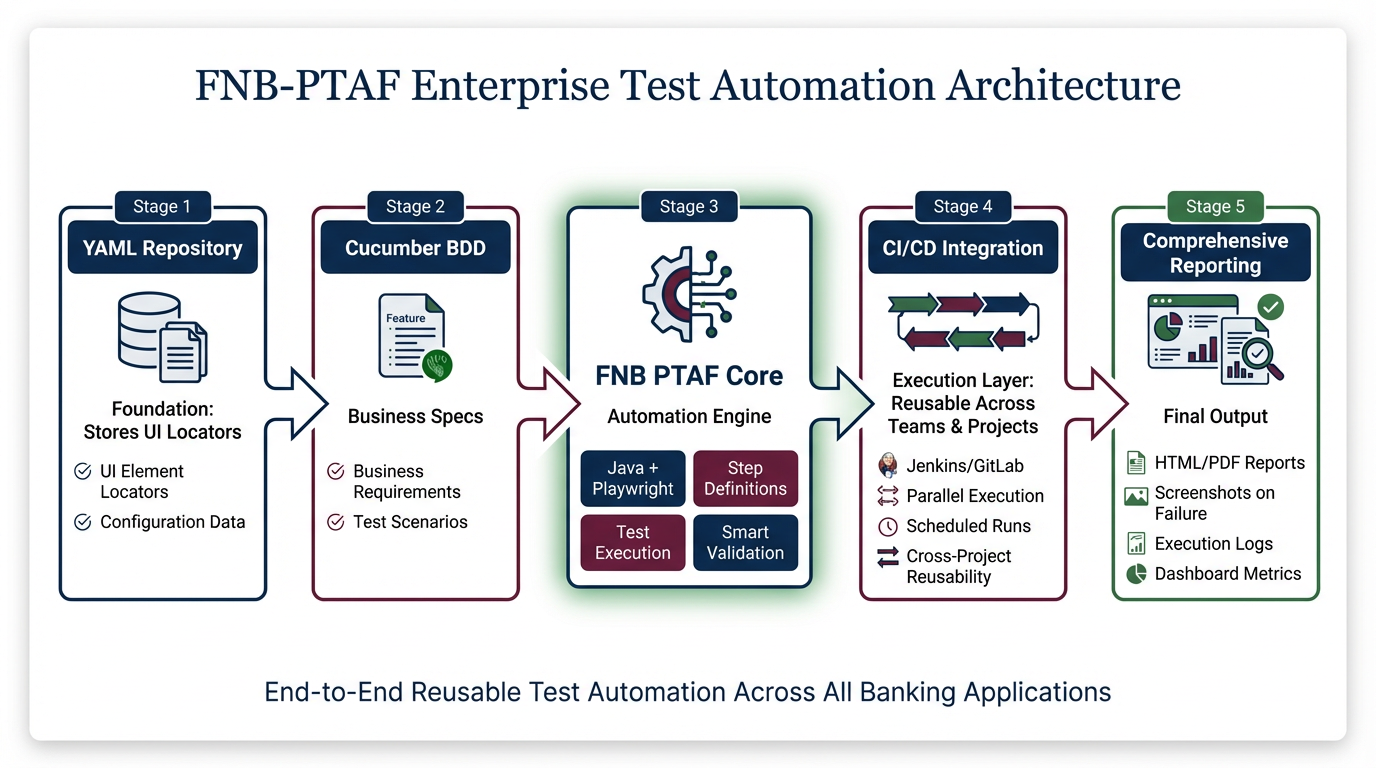 FNB-PTAF Enterprise Test Automation Architecture
Stage 1
YAML Repository
Foundation:
Stores UI Locators
UI Element
Locators
Configuration Data
Stage 2
Cucumber BDD
Feature
Business Specs
Business
Requirements
Test Scenarios
Stage 3
FNB PTAF Core
Automation Engine
Java +
Playwright
Step
Definitions
Test
Execution
Smart
Validation
Stage 4
CI/CD Integration
Execution Layer:
Reusable Across
Teams & Projects
Jenkins/GitLab
Parallel Execution
Scheduled Runs
Cross-Project
Reusability
Stage 5
Comprehensive
Reporting
Final Output
HTML/PDF Reports
Screenshots on
Failure
Execution Logs
Dashboard Metrics
End-to-End Reusable Test Automation Across All Banking Applications